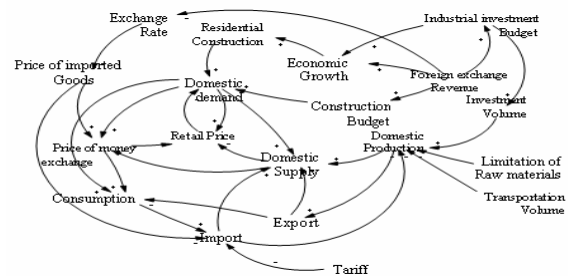 Exchange
Rate
Residential
Construction
Industrial investment
Budget
Price of imported
Goods
Economic
Growth
Foreign exchange
Revenue
Domestic
demand
Construction
Budget
Investment
Volume
Retail Price
Domestic
Production
Price of money
exchange
Domestic
Supply
Limitation of
Raw materials
Consumption
Transportation
Volume
Export
Import
Tariff